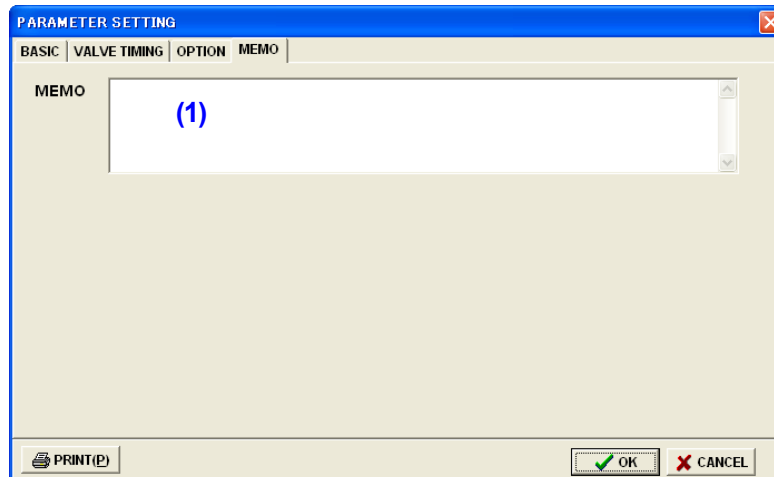 PARAMETER SETTING
BASIC VALVE TIMING OPTION MEMO
MEMO
(1)
PRINT(P) OK CANCEL